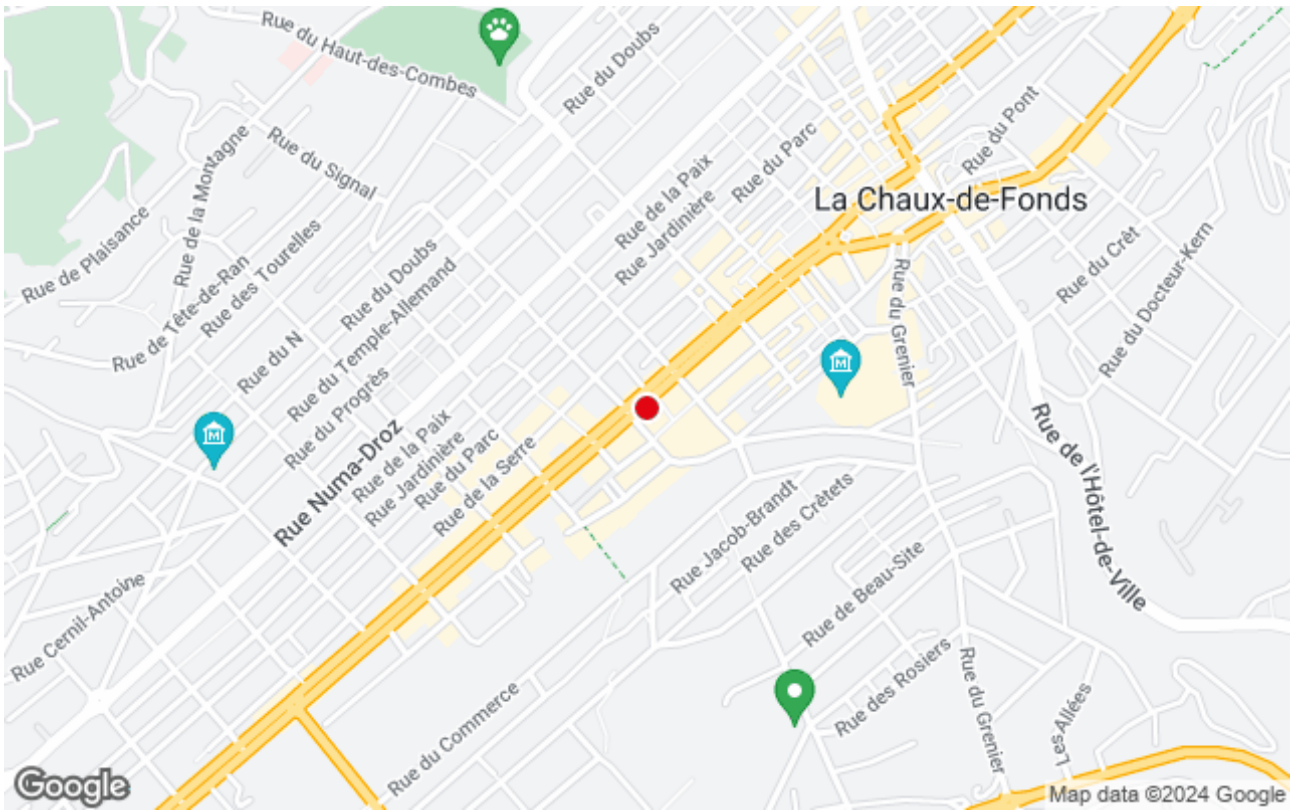 Rue du Haut-des-Combes
Rue du Doubs
Rue du Pont
Rue du Signal
Rue du Parc
Rue de la Montagne
Rue de la Paix
La Chaux-de-Fonds
Rue Jardinière
Rue de Plaisance
Rue des Tourelles
Rue du Doubs
Rue du Crêt
Rue du Docteur-Kern
Rue de Tête-de-Ran
Rue du Temple-Allemand
Rue du Grenier
Rue du N
Rue du Progrès
M
M
Rue Numa-Droz
Rue de la Paix
Rue Jardinière
Rue du Parc
Rue de la Serre
Rue de l'Hôtel-de-Ville
Rue Jacob-Brandt
Rue des Crêtets
Rue de Beau-Site
Rue Cernil-Antoine
Rue des Rosiers
Rue du Commerce
Rue du Grenier
Les Allées
Google
Map data ©2024 Google